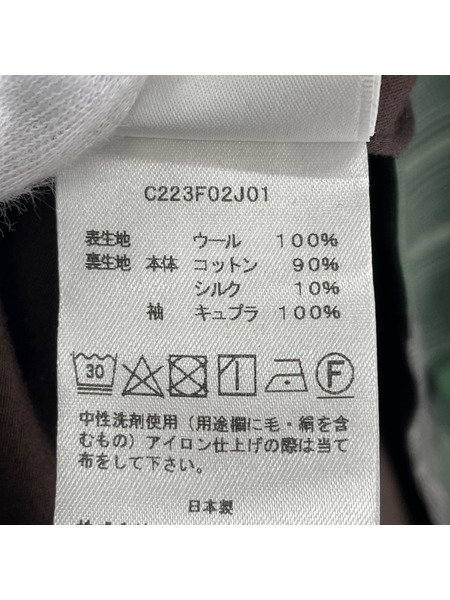 C223F02J01
表生地 ウール 100%
裏生地 本体 コットン 90%
シルク 10%
袖 キュプラ 100%
30 F
中性洗剤使用（用途欄に毛・絹を含
むもの）アイロン仕上げの際は当て
布をして下さい。
日本製